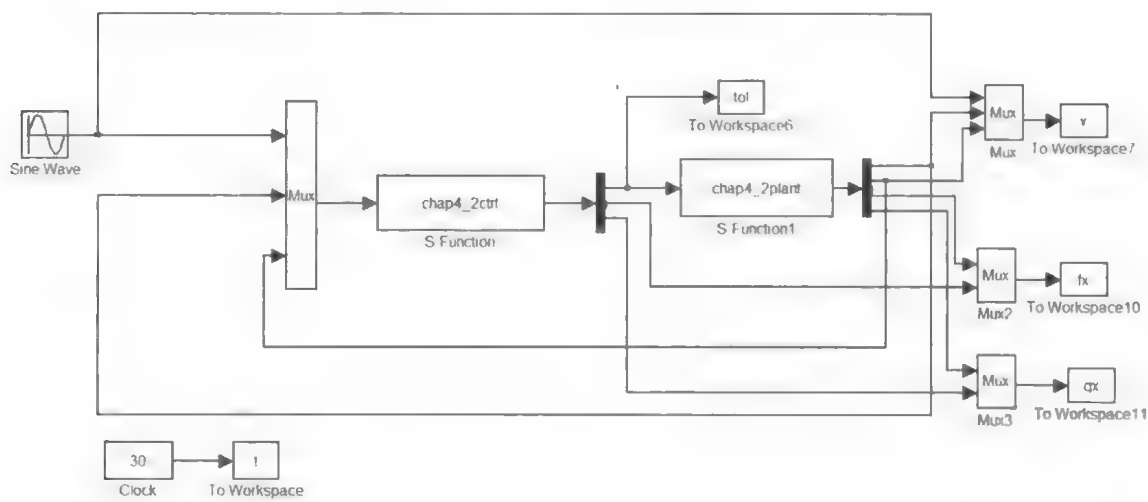 tol
To Workspace6
Sine Wave
Mux
chap4_2ctrl
S Function
chap4_2plant
S Function1
Mux
Mux
y
To Workspace7
Mux
Mux2
fx
To Workspace10
Mux
Mux3
gx
To Workspace11
30
Clock
t
To Workspace